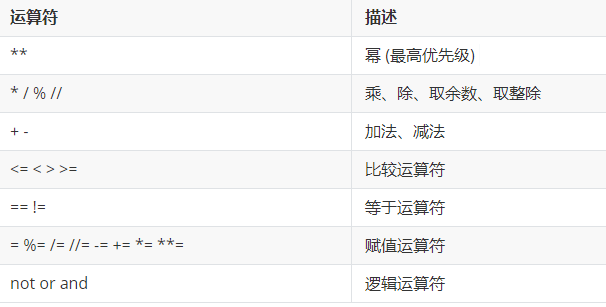 运算符 描述
** 幂 (最高优先级)
* / % // 乘、除、取余数、取整除
+ - 加法、减法
<= < > >= 比较运算符
== != 等于运算符
= %= /= //= -= += *= **= 赋值运算符
not or and 逻辑运算符